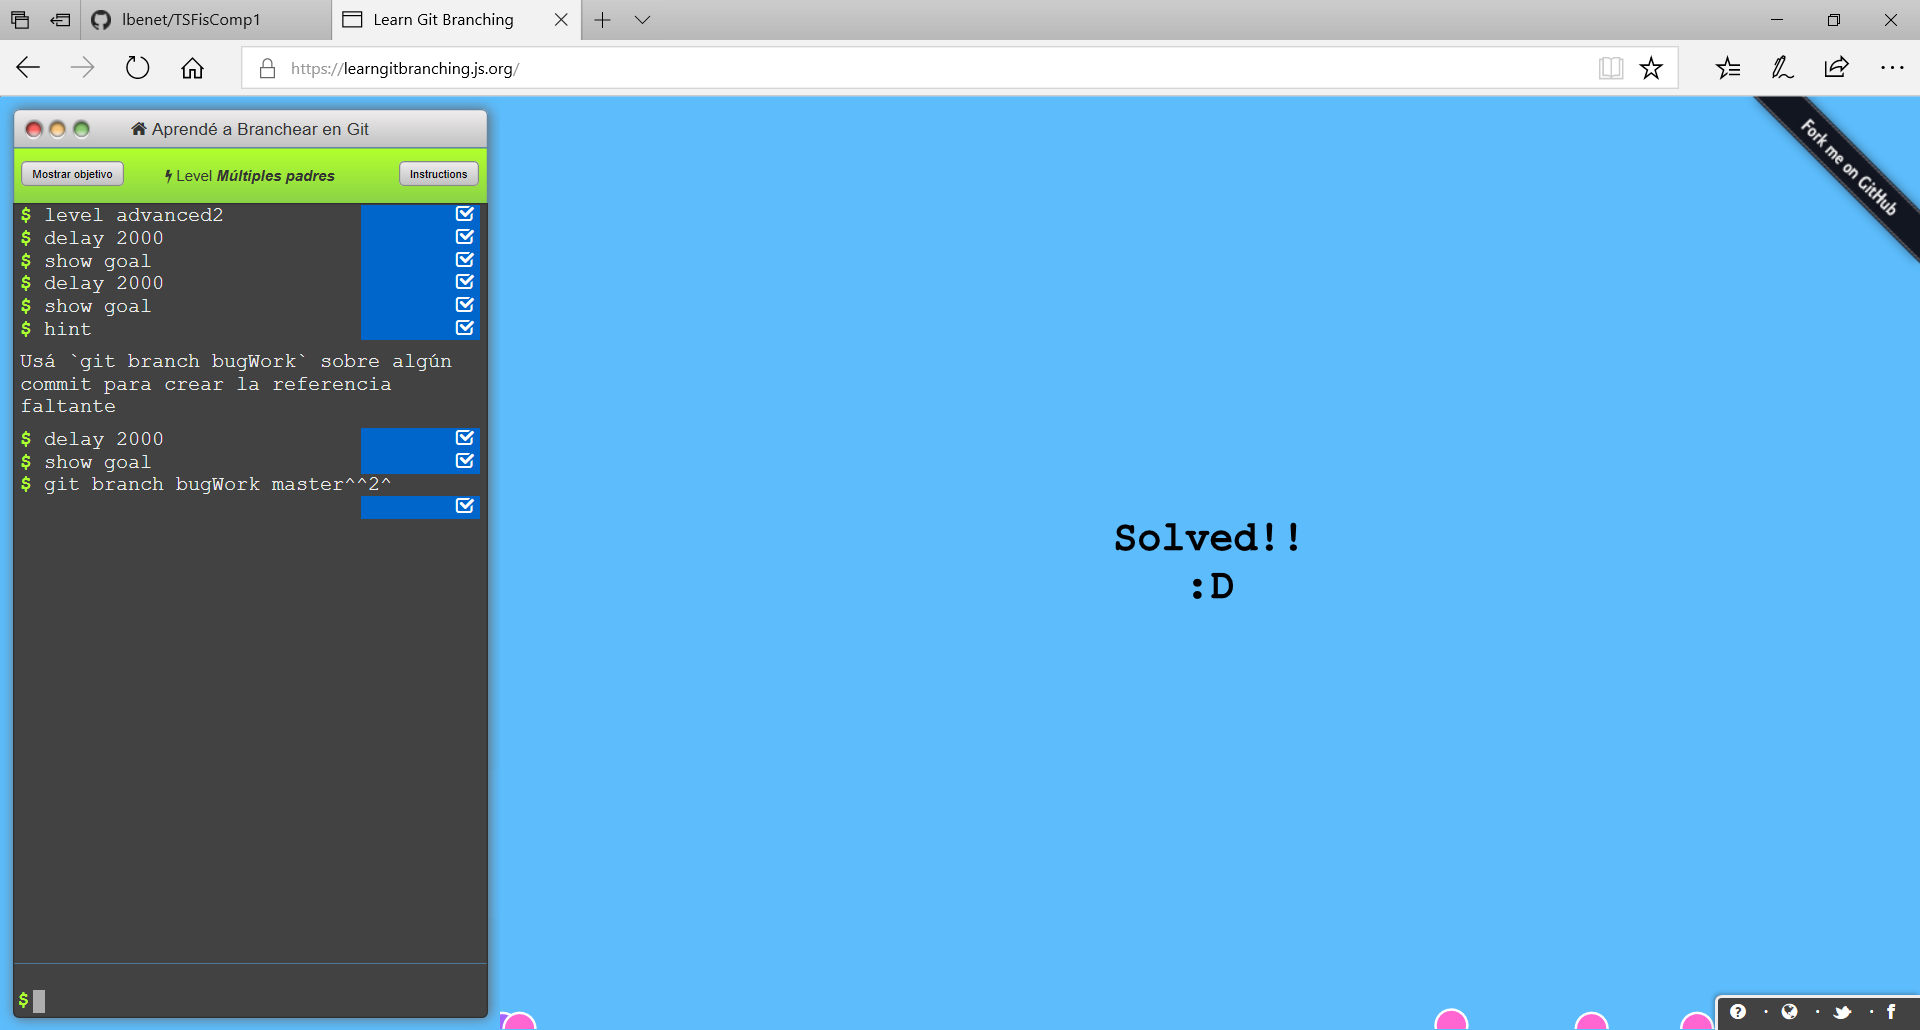 lbenet/TSFisComp1
Learn Git Branching
https://learngitbranching.js.org/
Aprendé a Branchear en Git
Mostrar objetivo
Level Múltiples padres
Instructions
$ level advanced2
$ delay 2000
$ show goal
$ delay 2000
$ show goal
$ hint
Usá `git branch bugWork` sobre algún
commit para crear la referencia
faltante
$ delay 2000
$ show goal
$ git branch bugWork master^^2^
$
Solved!!
:D
Fork me on GitHub